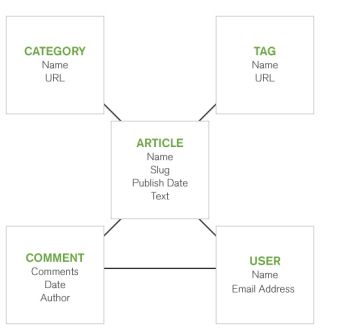 CATEGORY
Name
URL
TAG
Name
URL
ARTICLE
Name
Slug
Publish Date
Text
COMMENT
Comments
Date
Author
USER
Name
Email Address